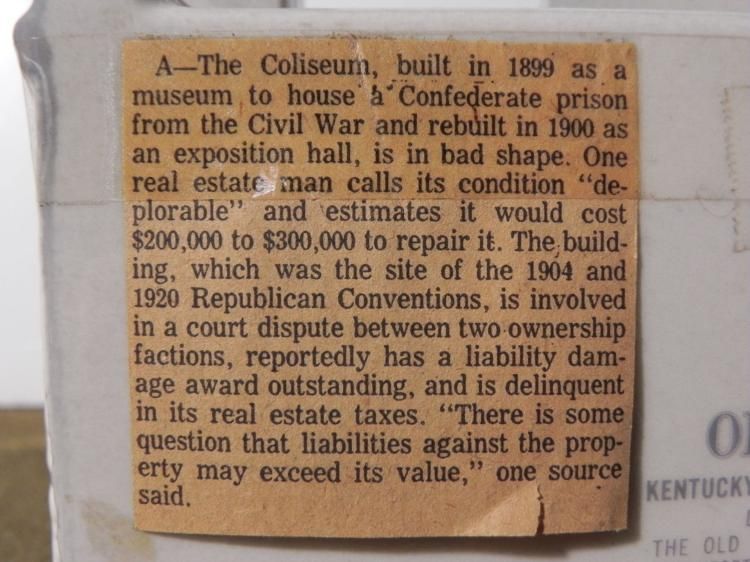 A—The Coliseum, built in 1899 as a
museum to house a Confederate prison
from the Civil War and rebuilt in 1900 as
an exposition hall, is in bad shape. One
real estate man calls its condition “de-
plorable” and estimates it would cost
$200,000 to $300,000 to repair it. The build-
ing, which was the site of the 1904 and
1920 Republican Conventions, is involved
in a court dispute between two ownership
factions, reportedly has a liability dam-
age award outstanding, and is delinquent
in its real estate taxes. “There is some
question that liabilities against the prop-
erty may exceed its value,” one source
said.
KENTUCKY
THE OLD